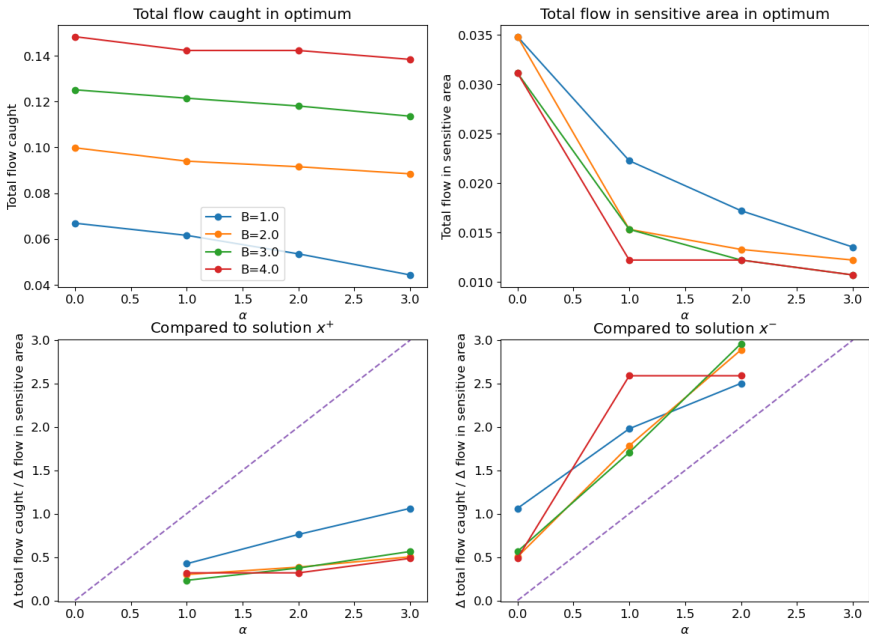 Total flow caught in optimum
Total flow caught
0.14
0.12
0.10
0.08
0.06
0.04
B=1.0
B=2.0
B=3.0
B=4.0
0.0 0.5 1.0 1.5 2.0 2.5 3.0
α
Total flow in sensitive area in optimum
Total flow in sensitive area
0.035
0.030
0.025
0.020
0.015
0.010
0.0 0.5 1.0 1.5 2.0 2.5 3.0
α
Compared to solution x⁺
Δ total flow caught / Δ flow in sensitive area
3.0
2.5
2.0
1.5
1.0
0.5
0.0
0.0 0.5 1.0 1.5 2.0 2.5 3.0
α
Compared to solution x⁻
Δ total flow caught / Δ flow in sensitive area
3.0
2.5
2.0
1.5
1.0
0.5
0.0
0.0 0.5 1.0 1.5 2.0 2.5 3.0
α